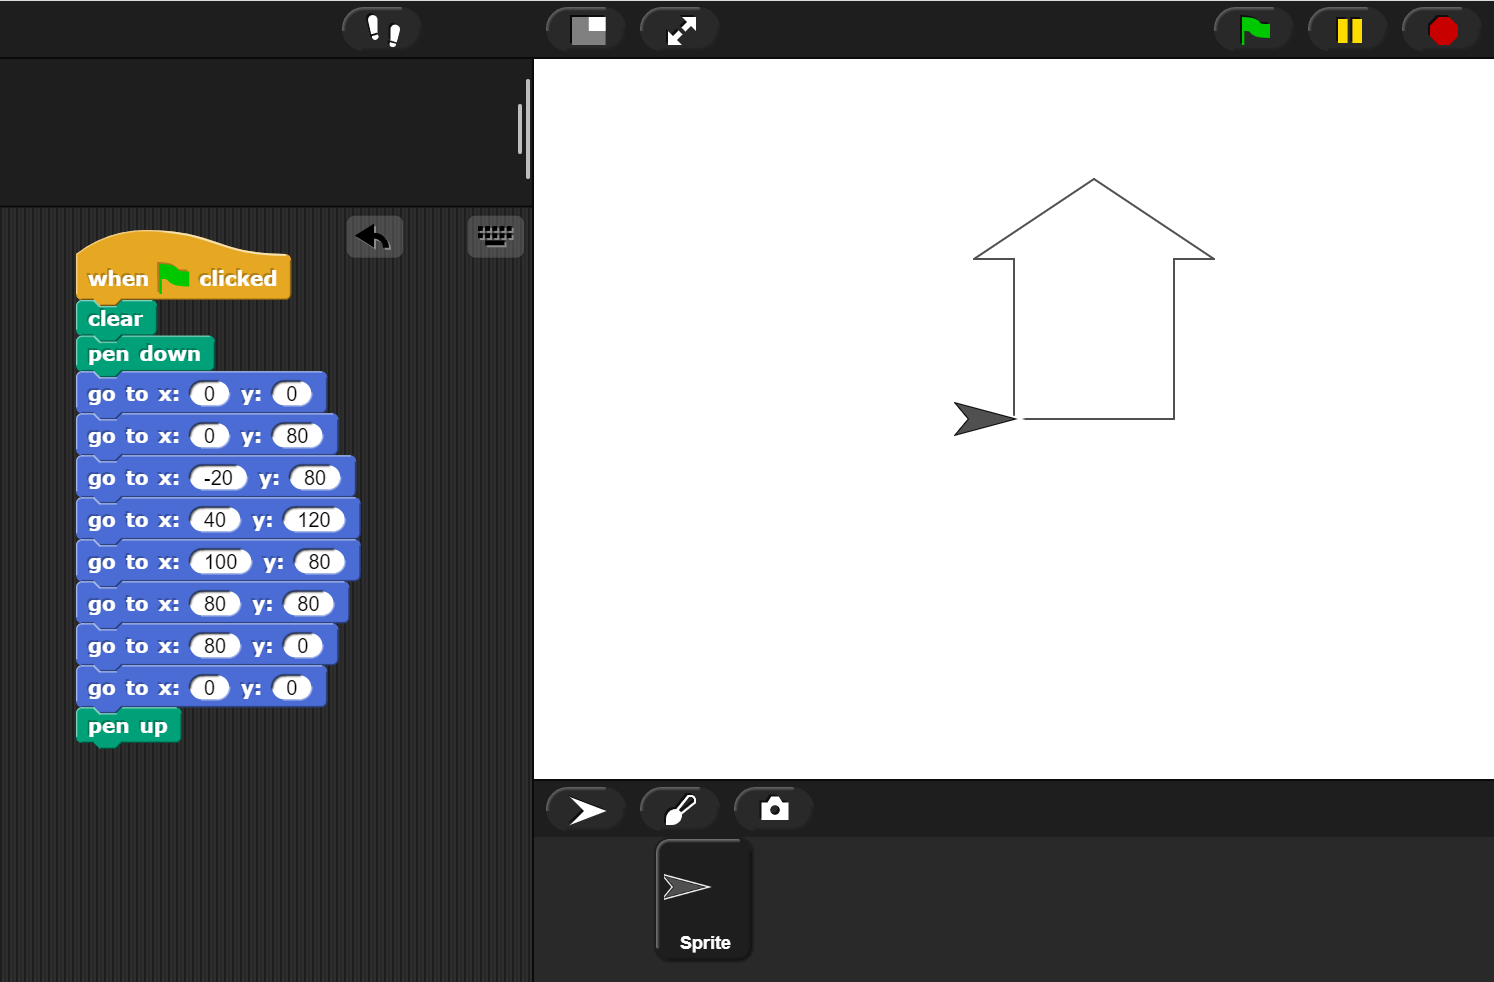 when clicked
clear
pen down
go to x: 0 y: 0
go to x: 0 y: 80
go to x: -20 y: 80
go to x: 40 y: 120
go to x: 100 y: 80
go to x: 80 y: 80
go to x: 80 y: 0
go to x: 0 y: 0
pen up
Sprite